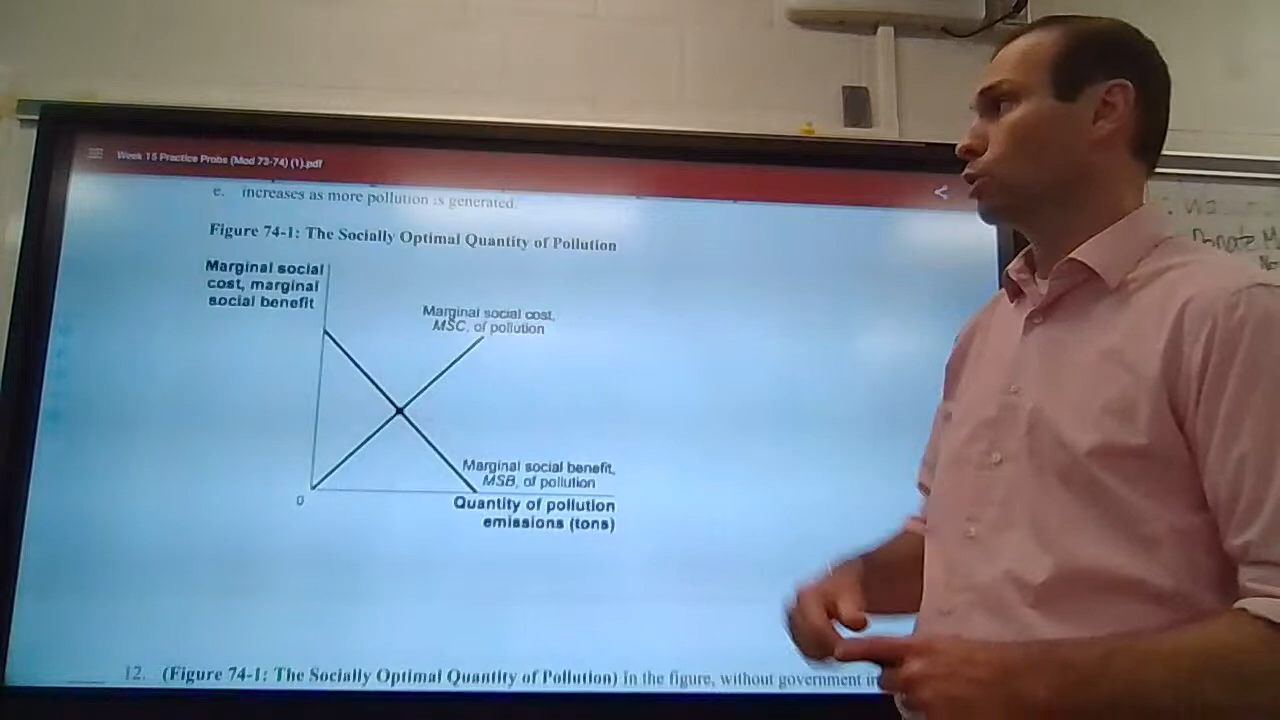 Week 15 Practice Probs (Mod 73-74) (1).pdf
e. increases as more pollution is generated.
Figure 74-1: The Socially Optimal Quantity of Pollution
Marginal social
cost, marginal
social benefit
Marginal social cost,
MSC, of pollution
Marginal social benefit,
MSB, of pollution
0
Quantity of pollution
emissions (tons)
12. (Figure 74-1: The Socially Optimal Quantity of Pollution) in the figure, without government
Donate